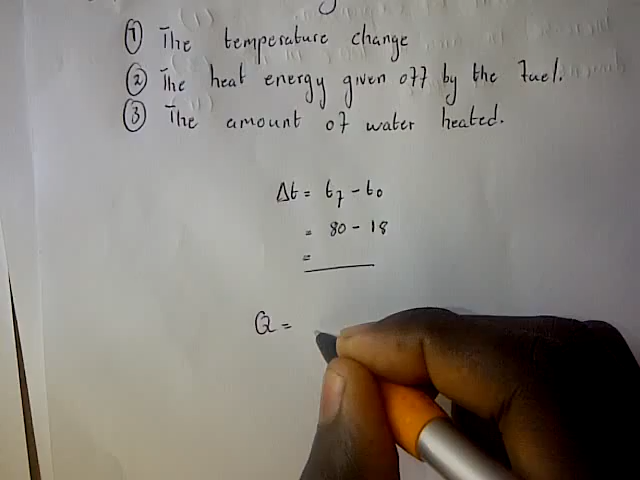 ① The temperature change
② The heat energy given off by the fuel.
③ The amount of water heated.
Δt = t₇ - t₀
= 80 - 18
=
Q =